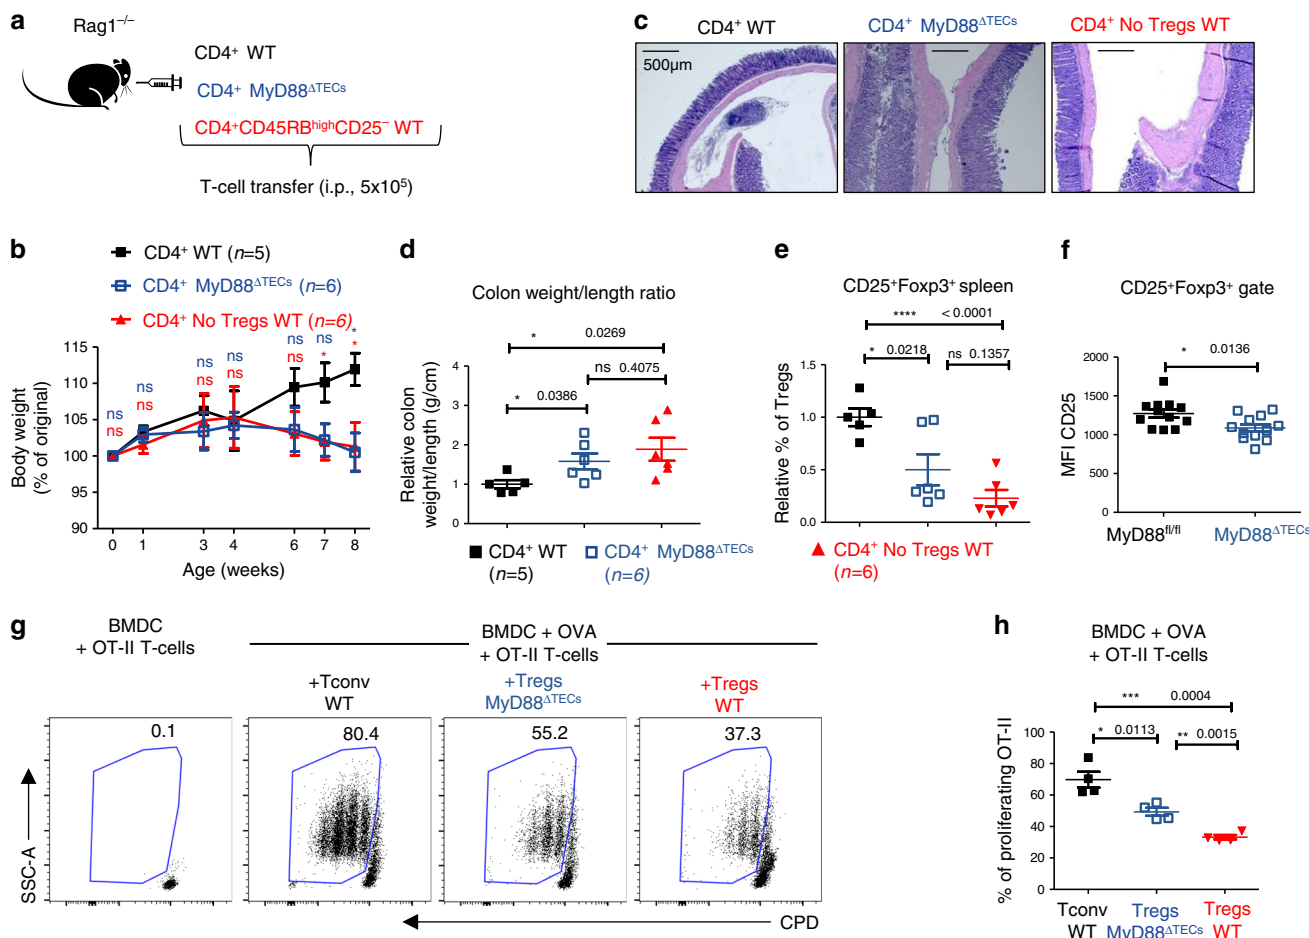 a
Rag1⁻/⁻
CD4⁺ WT
CD4⁺ MyD88ΔTECs
CD4⁺CD45RBhighCD25⁻ WT
T-cell transfer (i.p., 5x10⁵)
c
CD4⁺ WT
CD4⁺ MyD88ΔTECs
CD4⁺ No Tregs WT
500µm
b
CD4⁺ WT (n=5)
CD4⁺ MyD88ΔTECs (n=6)
CD4⁺ No Tregs WT (n=6)
ns ns ns ns ns ns *
ns ns ns ns ns * *
Body weight
(% of original)
115
110
105
100
95
90
0 1 3 4 6 7 8
Age (weeks)
d
Colon weight/length ratio
* 0.0269
ns 0.4075
* 0.0386
Relative colon
weight/length (g/cm)
4
3
2
1
0
CD4⁺ WT
(n=5)
CD4⁺ MyD88ΔTECs
(n=6)
CD4⁺ No Tregs WT
(n=6)
e
CD25⁺Foxp3⁺ spleen
**** < 0.0001
* 0.0218
ns 0.1357
Relative % of Tregs
1.5
1.0
0.5
0.0
f
CD25⁺Foxp3⁺ gate
* 0.0136
MFI CD25
2000
1500
1000
500
0
MyD88fl/fl
MyD88ΔTECs
g
BMDC
+ OT-II T-cells
BMDC + OVA
+ OT-II T-cells
+Tconv
WT
+Tregs
MyD88ΔTECs
+Tregs
WT
0.1
80.4
55.2
37.3
SSC-A
CPD
h
BMDC + OVA
+ OT-II T-cells
*** 0.0004
* 0.0113
** 0.0015
% of proliferating OT-II
100
80
60
40
20
0
Tconv
WT
Tregs
MyD88ΔTECs
Tregs
WT